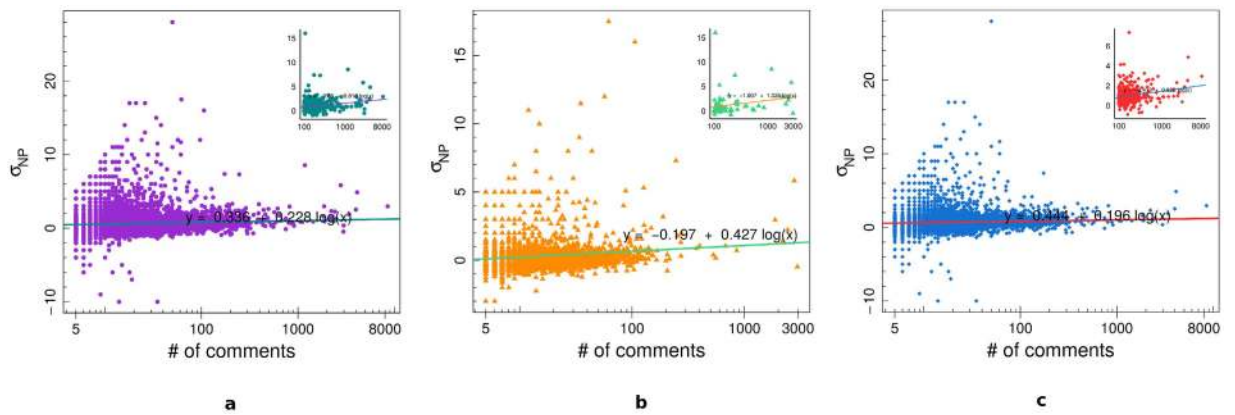 σNP
−10 0 10 20
5 100 1000 8000
# of comments
0 5 10 15
100 1000 8000
y = 0.336 + 0.228 log(x)
a
σNP
0 5 10 15
5 100 1000 3000
# of comments
0 5 10 15
100 1000 3000
y = −0.197 + 0.427 log(x)
b
σNP
−10 0 10 20
5 100 1000 8000
# of comments
0 2 4 6
100 1000 8000
y = 0.444 + 0.196 log(x)
c